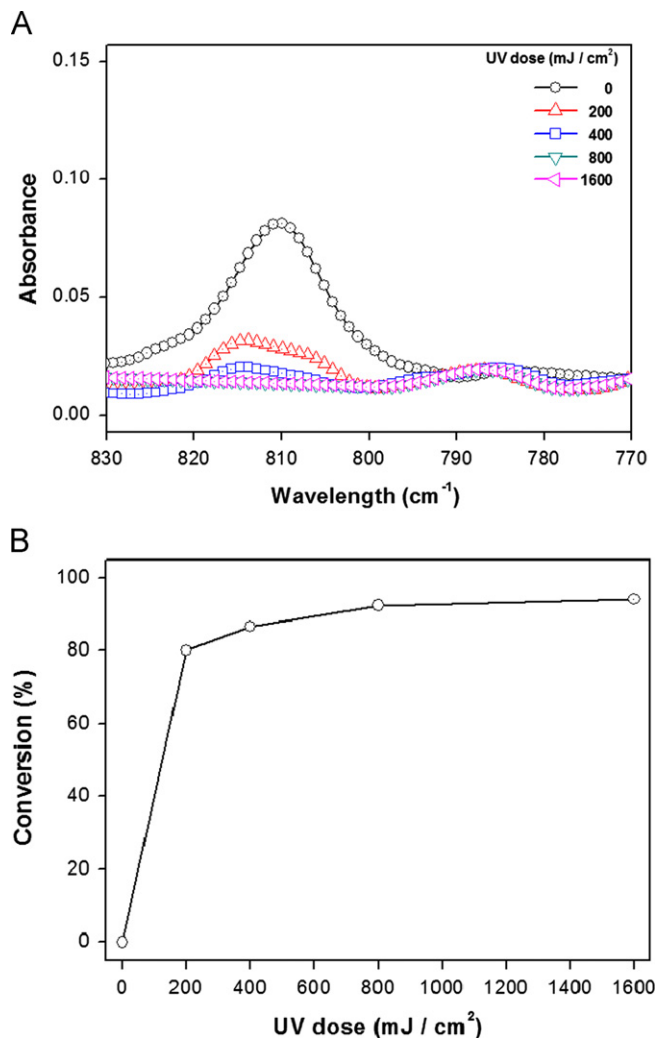 A
UV dose (mJ / cm²)
0
200
400
800
1600
0.15
0.10
0.05
0.00
Absorbance
830 820 810 800 790 780 770
Wavelength (cm⁻¹)
B
100
80
60
40
20
0
Conversion (%)
0 200 400 600 800 1000 1200 1400 1600
UV dose (mJ / cm²)